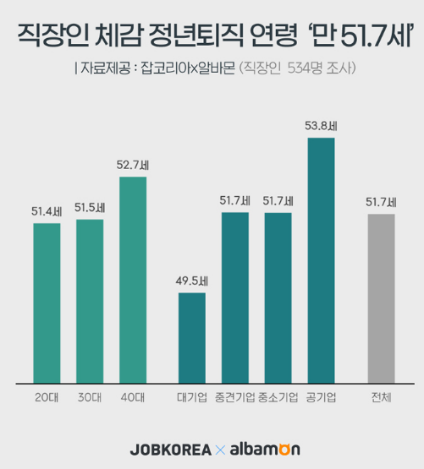 직장인 체감 정년퇴직 연령 ‘만 51.7세’
| 자료제공 : 잡코리아x알바몬 (직장인 534명 조사)
53.8세
52.7세
51.4세 51.5세 51.7세 51.7세 51.7세
49.5세
20대 30대 40대 대기업 중견기업 중소기업 공기업 전체
JOBKOREA × albamon